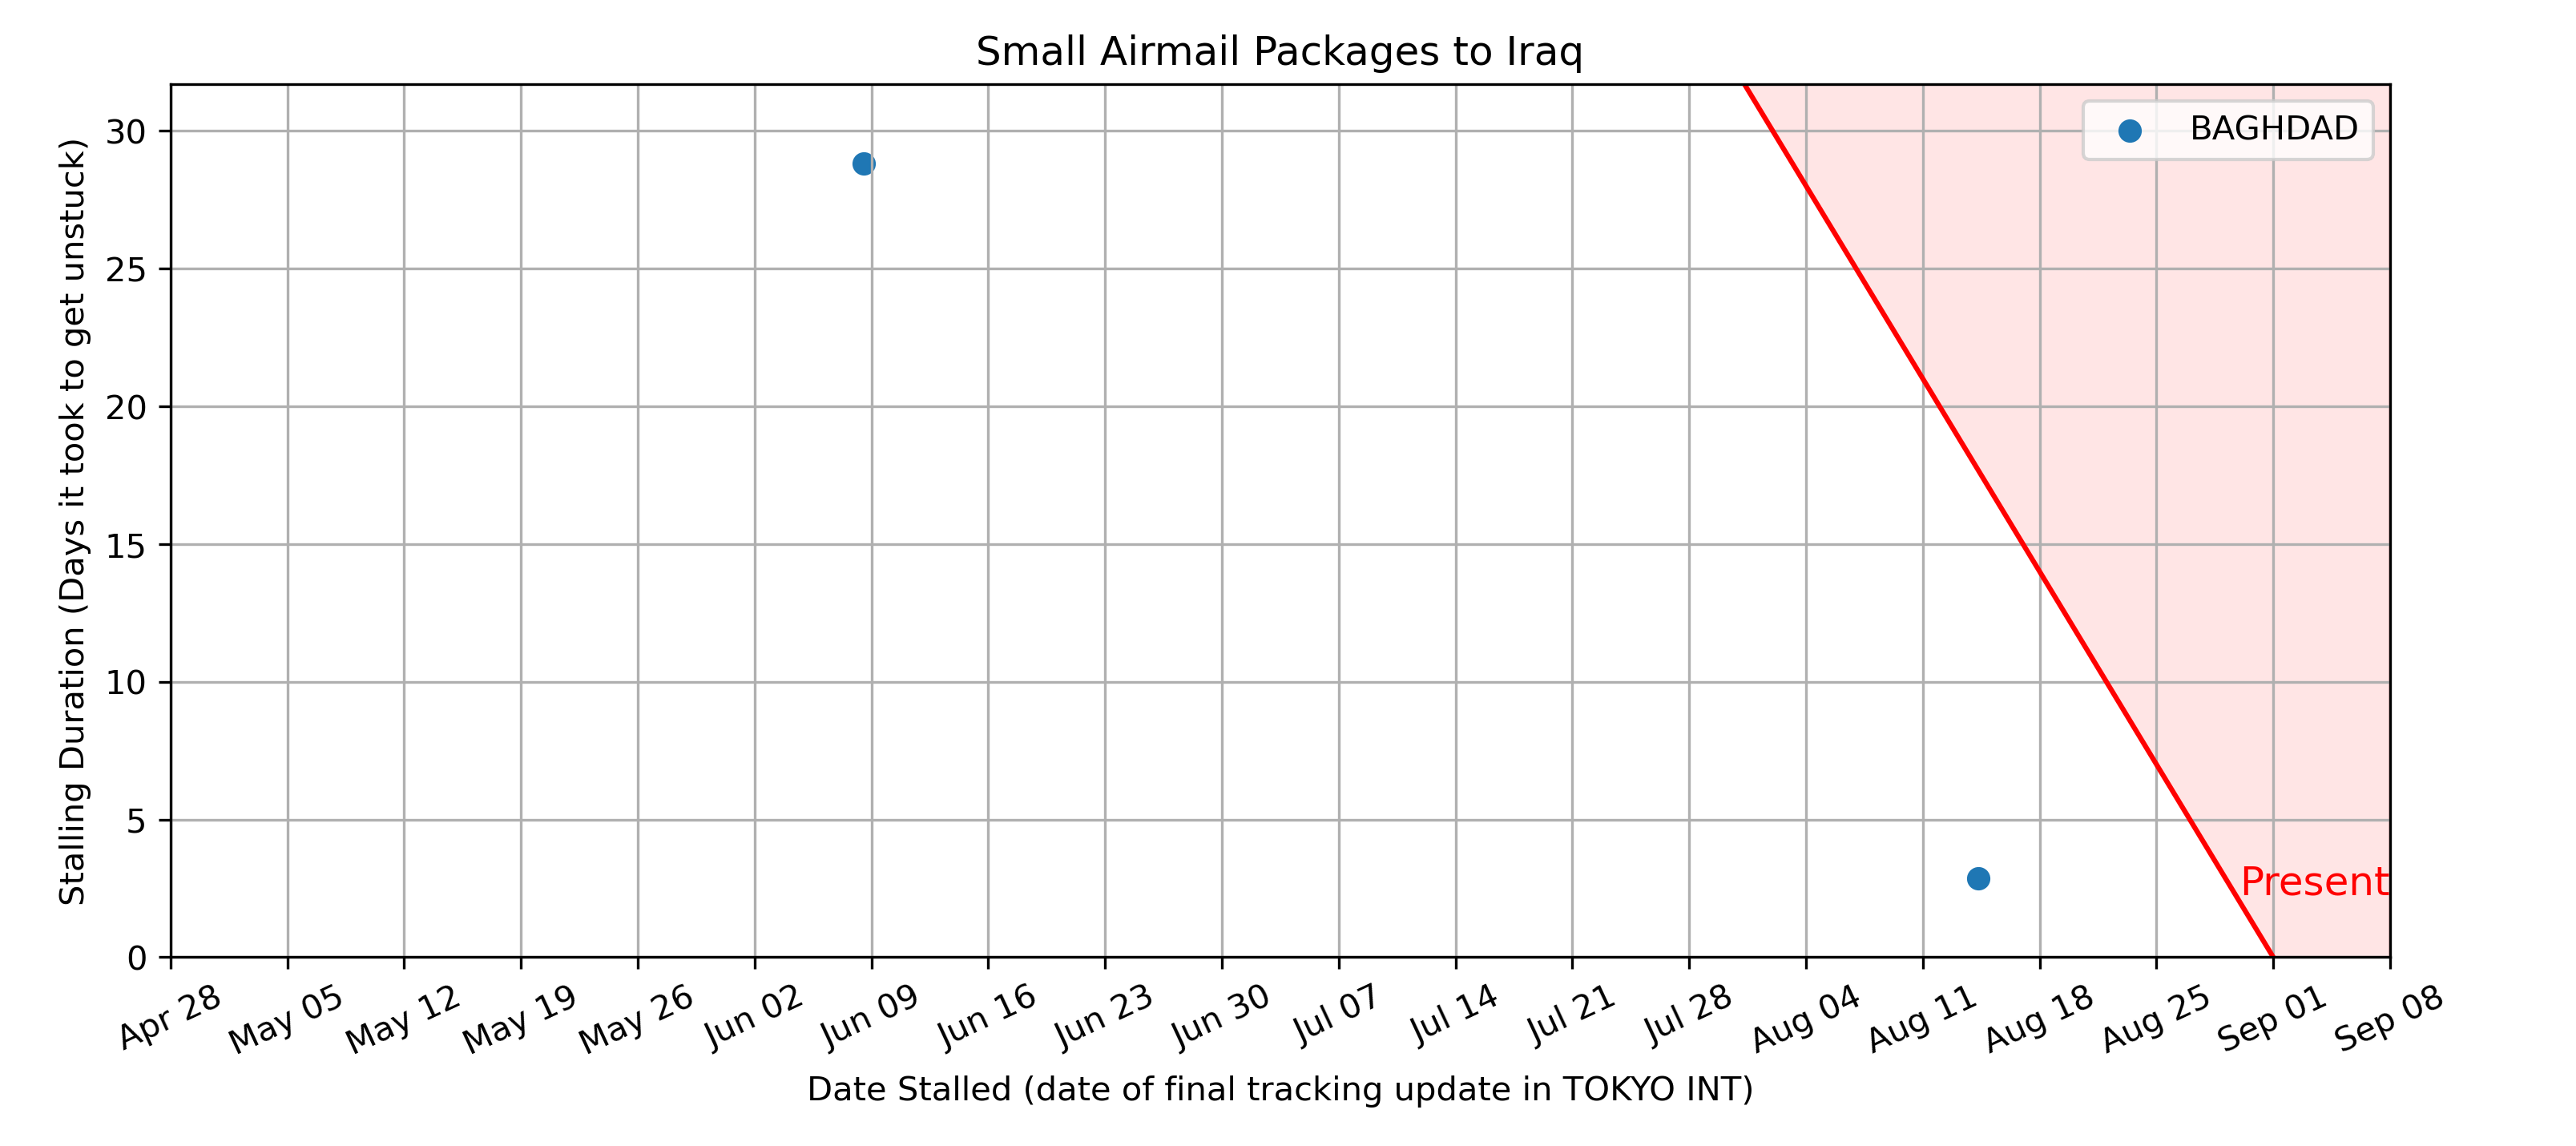 Small Airmail Packages to Iraq
BAGHDAD
Stalling Duration (Days it took to get unstuck)
30
25
20
15
10
5
0
Present
Apr 28
May 05
May 12
May 19
May 26
Jun 02
Jun 09
Jun 16
Jun 23
Jun 30
Jul 07
Jul 14
Jul 21
Jul 28
Aug 04
Aug 11
Aug 18
Aug 25
Sep 01
Sep 08
Date Stalled (date of final tracking update in TOKYO INT)